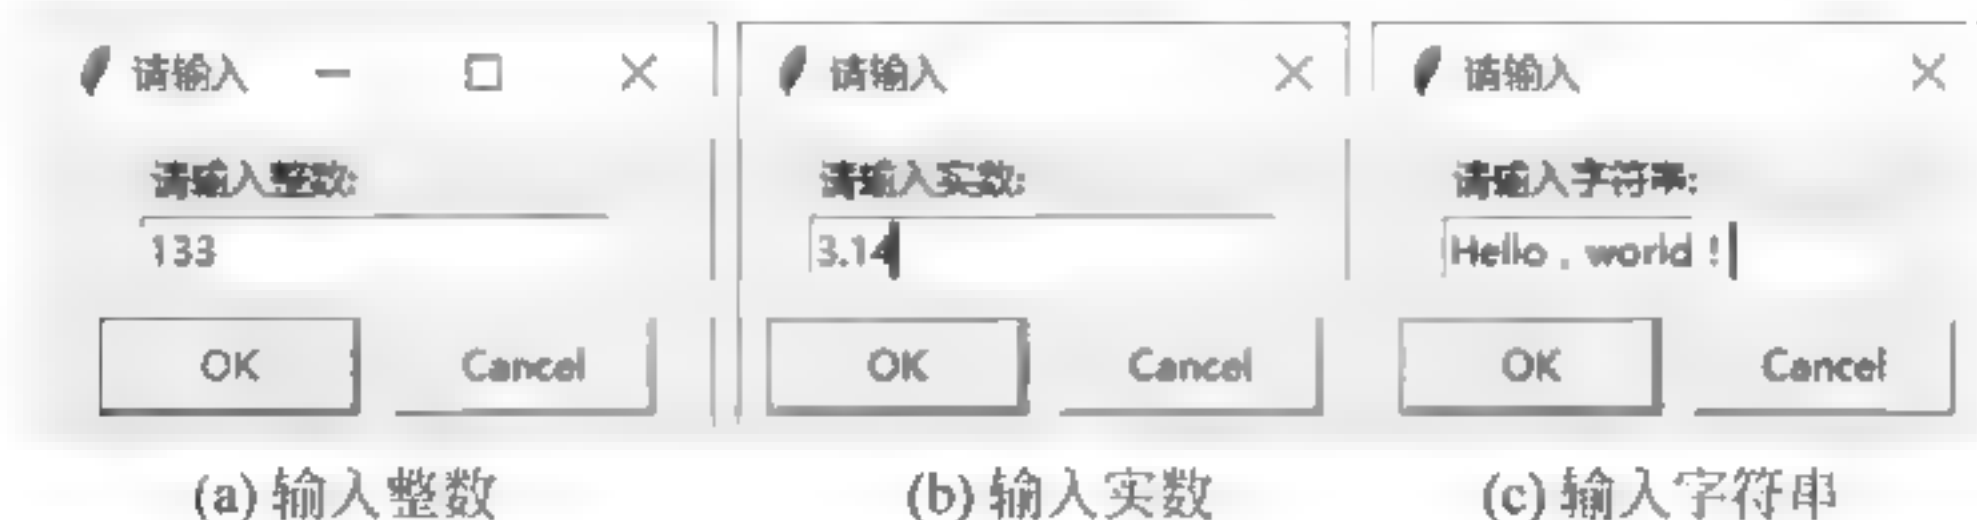 请输入
请输入整数:
133
OK Cancel
(a) 输入整数
请输入
请输入实数:
3.14
OK Cancel
(b) 输入实数
请输入
请输入字符串:
Hello , world !
OK Cancel
(c) 输入字符串